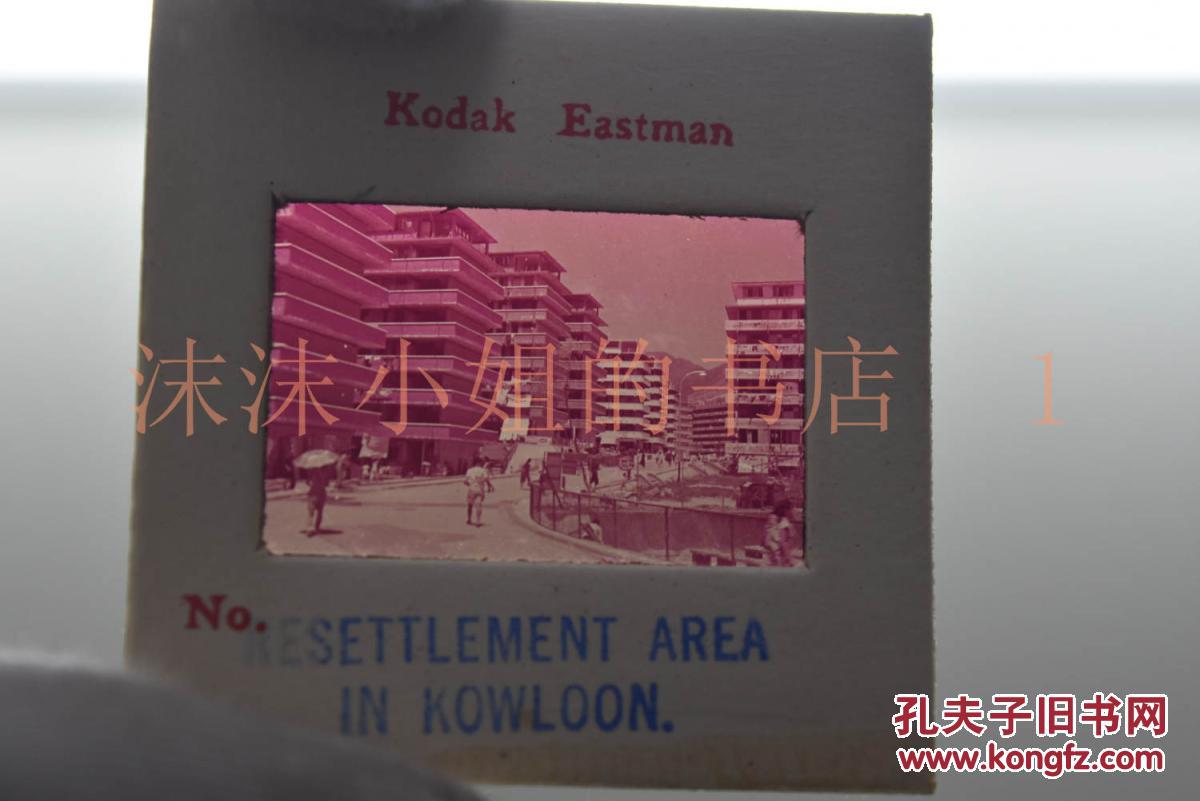 Kodak Eastman
沫沫小姐的书店 1
No.
RESETTLEMENT AREA
IN KOWLOON.
孔夫子旧书网
www.kongfz.com